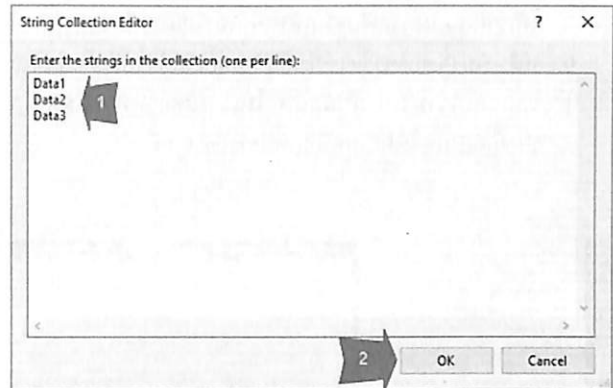 String Collection Editor ? ×
Enter the strings in the collection (one per line):
Data1
Data2
Data3
1
2
OK Cancel